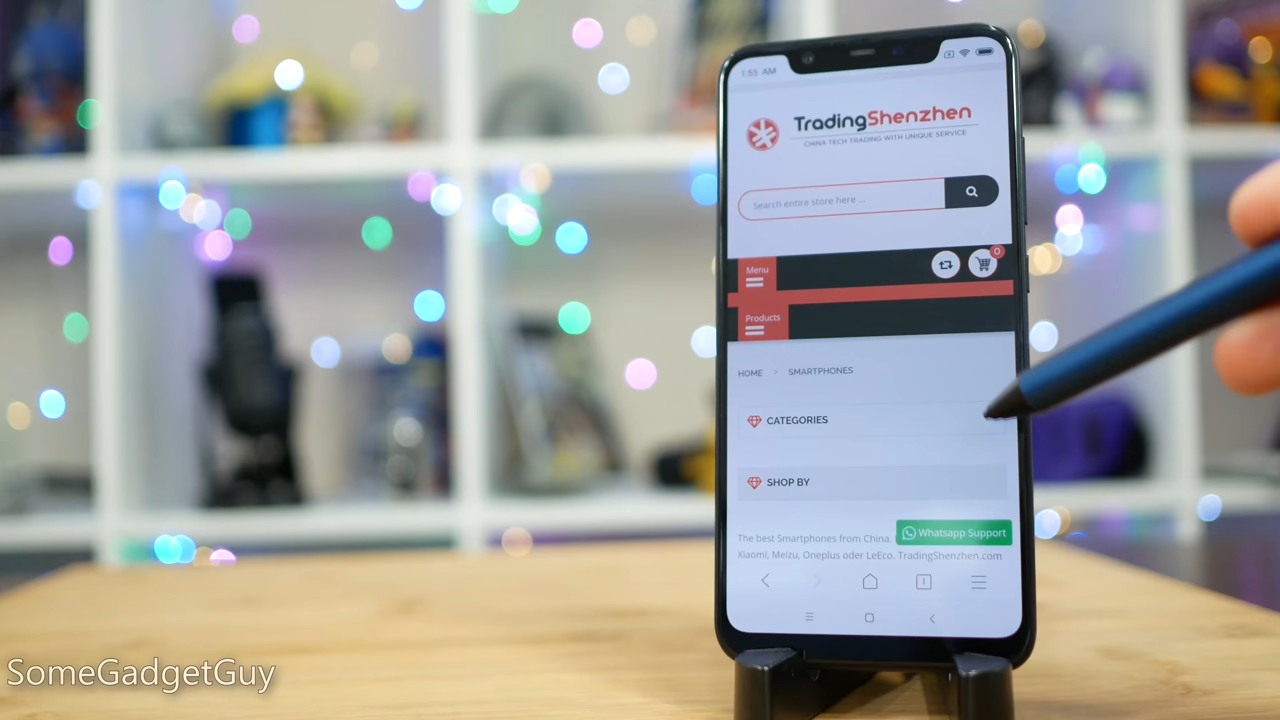 1:55 AM
TradingShenzhen
CHINA TECH TRADING WITH UNIQUE SERVICE
Search entire store here ...
0
Menu
Products
HOME > SMARTPHONES
CATEGORIES
SHOP BY
Whatsapp Support
The best Smartphones from China.
Xiaomi, Meizu, Oneplus oder LeEco. TradingShenzhen.com
SomeGadgetGuy